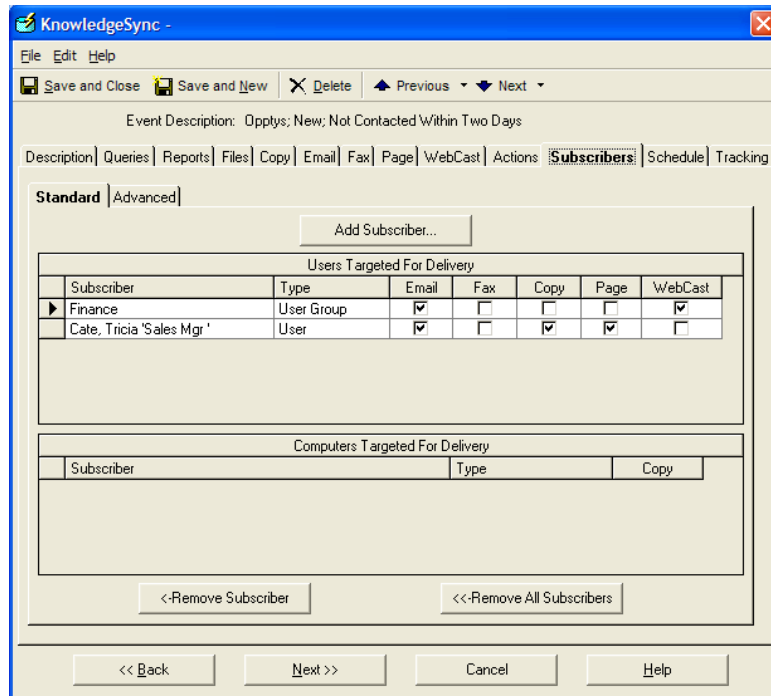 KnowledgeSync -
File Edit Help
Save and Close Save and New Delete Previous Next
Event Description: Opptys; New; Not Contacted Within Two Days
Description Queries Reports Files Copy Email Fax Page WebCast Actions Subscribers Schedule Tracking
Standard Advanced
Add Subscriber...
Users Targeted For Delivery
Subscriber Type Email Fax Copy Page WebCast
Finance User Group
Cate, Tricia 'Sales Mgr ' User
Computers Targeted For Delivery
Subscriber Type Copy
<-Remove Subscriber <<-Remove All Subscribers
<< Back Next >> Cancel Help